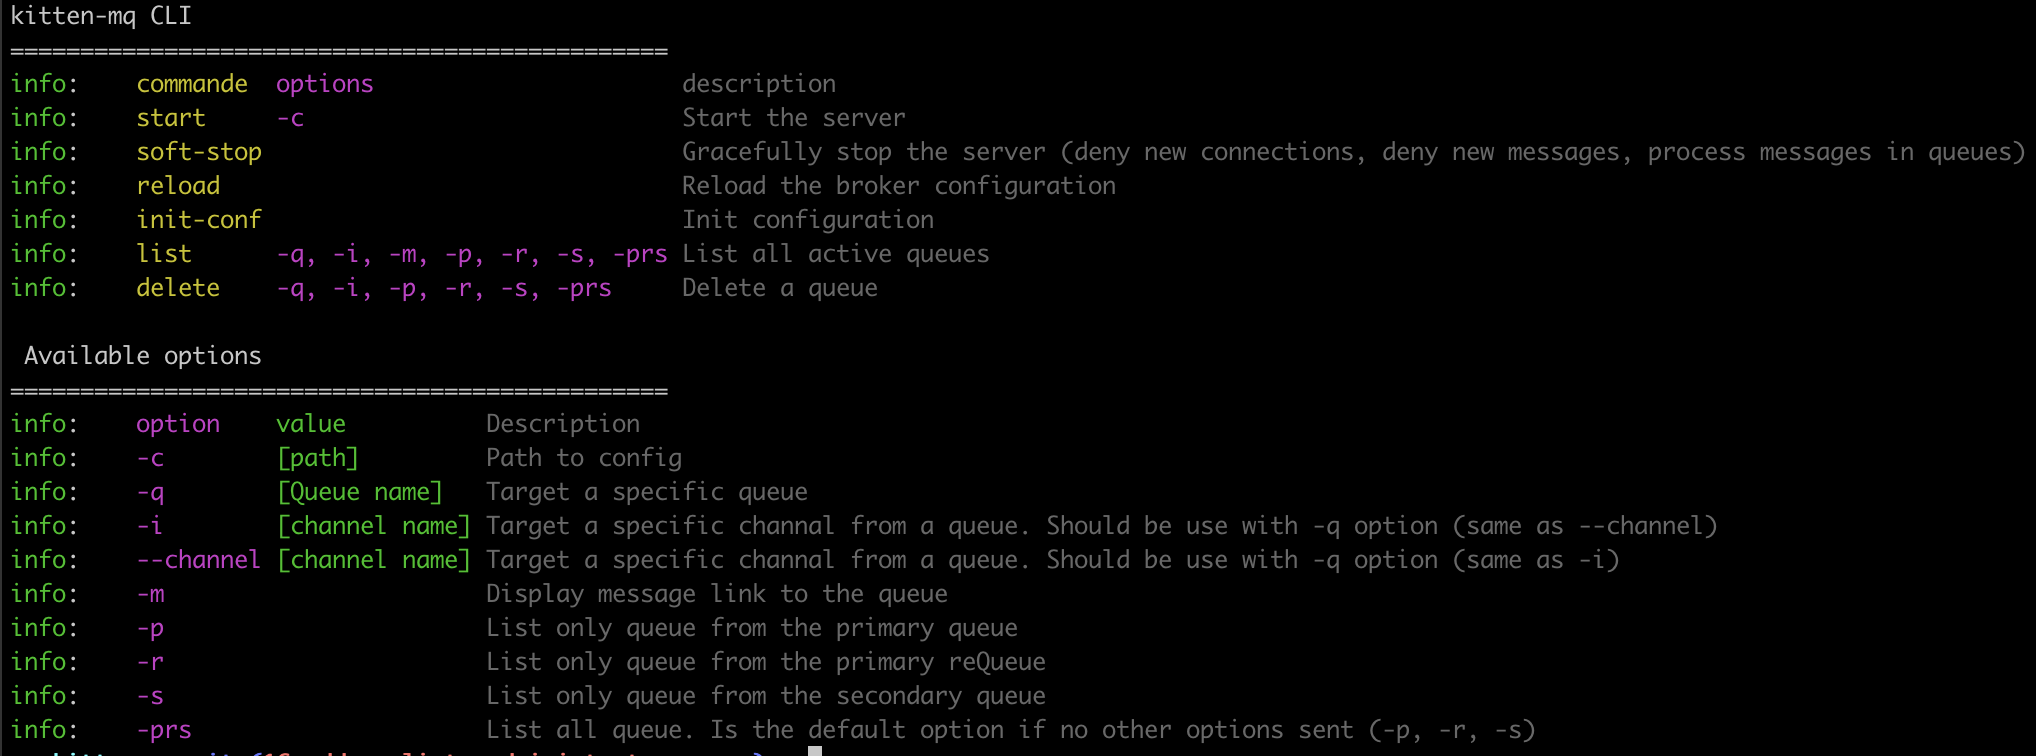 kitten-mq CLI
===============================================
info: commande options description
info: start -c Start the server
info: soft-stop Gracefully stop the server (deny new connections, deny new messages, process messages in queues)
info: reload Reload the broker configuration
info: init-conf Init configuration
info: list -q, -i, -m, -p, -r, -s, -prs List all active queues
info: delete -q, -i, -p, -r, -s, -prs Delete a queue
Available options
===============================================
info: option value Description
info: -c [path] Path to config
info: -q [Queue name] Target a specific queue
info: -i [channel name] Target a specific channal from a queue. Should be use with -q option (same as --channel)
info: --channel [channel name] Target a specific channal from a queue. Should be use with -q option (same as -i)
info: -m Display message link to the queue
info: -p List only queue from the primary queue
info: -r List only queue from the primary reQueue
info: -s List only queue from the secondary queue
info: -prs List all queue. Is the default option if no other options sent (-p, -r, -s)